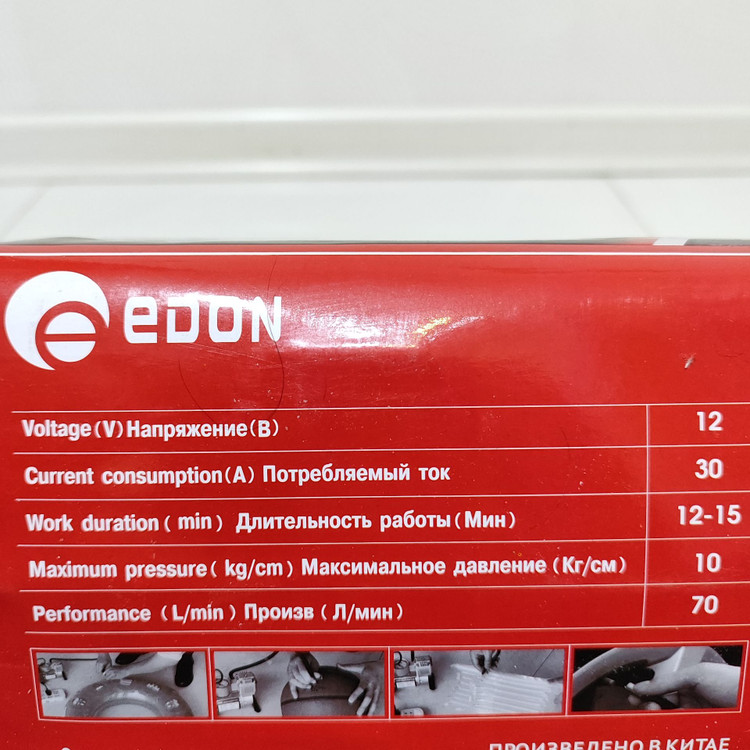 eDON
Voltage(V) Напряжение(В) 12
Current consumption(A) Потребляемый ток 30
Work duration( min) Длительность работы(Мин) 12-15
Maximum pressure( kg/cm) Максимальное давление (Кг/см) 10
Performance (L/min) Произв (Л/мин) 70
ПРОИЗВЕДЕНО В КИТАЕ